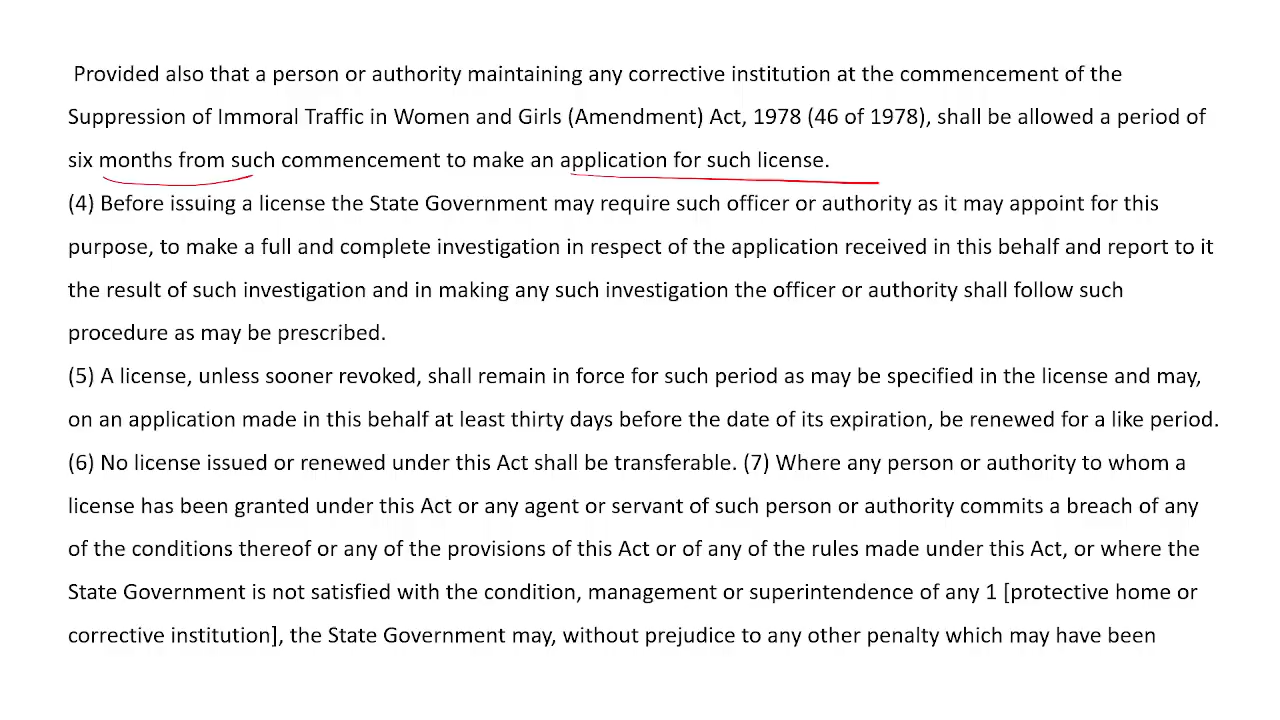 Provided also that a person or authority maintaining any corrective institution at the commencement of the
Suppression of Immoral Traffic in Women and Girls (Amendment) Act, 1978 (46 of 1978), shall be allowed a period of
six months from such commencement to make an application for such license.
(4) Before issuing a license the State Government may require such officer or authority as it may appoint for this
purpose, to make a full and complete investigation in respect of the application received in this behalf and report to it
the result of such investigation and in making any such investigation the officer or authority shall follow such
procedure as may be prescribed.
(5) A license, unless sooner revoked, shall remain in force for such period as may be specified in the license and may,
on an application made in this behalf at least thirty days before the date of its expiration, be renewed for a like period.
(6) No license issued or renewed under this Act shall be transferable. (7) Where any person or authority to whom a
license has been granted under this Act or any agent or servant of such person or authority commits a breach of any
of the conditions thereof or any of the provisions of this Act or of any of the rules made under this Act, or where the
State Government is not satisfied with the condition, management or superintendence of any 1 [protective home or
corrective institution], the State Government may, without prejudice to any other penalty which may have been